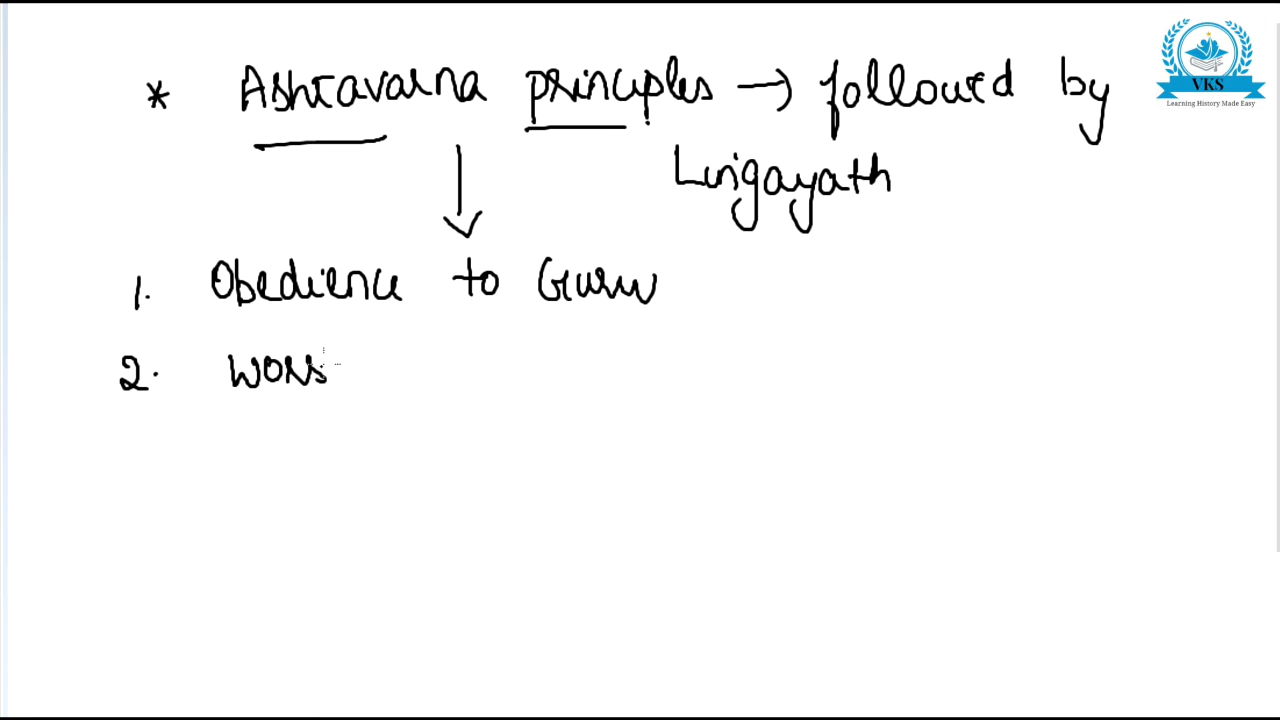 * Ashtavarna principles → followed by
Lingayath
1. Obedience to Guru
2. Wors
VKS
Learning History Made Easy